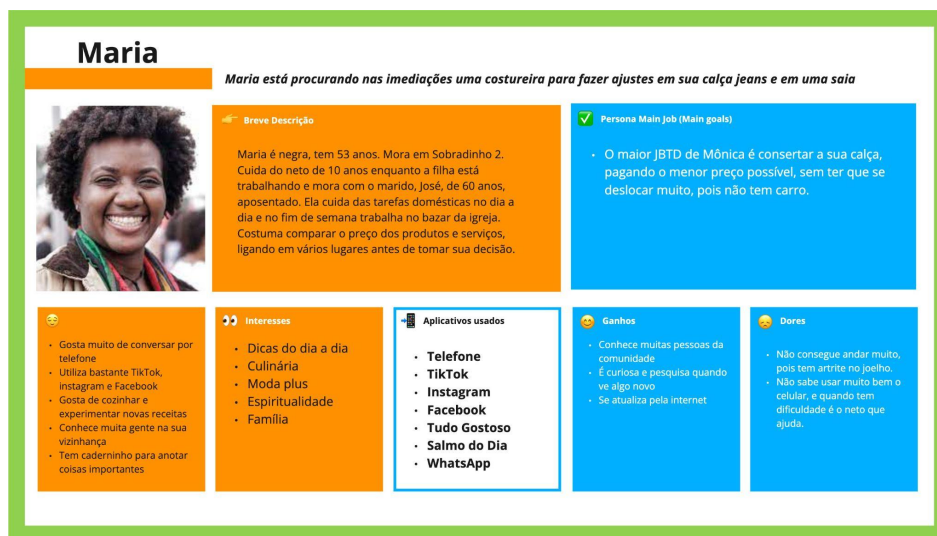 Maria
Maria está procurando nas imediações uma costureira para fazer ajustes em sua calça jeans e em uma saia
Breve Descrição
Maria é negra, tem 53 anos. Mora em Sobradinho 2.
Cuida do neto de 10 anos enquanto a filha está
trabalhando e mora com o marido, José, de 60 anos,
aposentado. Ela cuida das tarefas domésticas no dia a
dia e no fim de semana trabalha no bazar da igreja.
Costuma comparar o preço dos produtos e serviços,
ligando em vários lugares antes de tomar sua decisão.
Persona Main Job (Main goals)
• O maior JBTD de Mônica é consertar a sua calça,
pagando o menor preço possível, sem ter que se
deslocar muito, pois não tem carro.
• Gosta muito de conversar por
telefone
• Utiliza bastante TikTok,
instagram e Facebook
• Gosta de cozinhar e
experimentar novas receitas
• Conhece muita gente na sua
vizinhança
• Tem caderninho para anotar
coisas importantes
Interesses
• Dicas do dia a dia
• Culinária
• Moda plus
• Espiritualidade
• Família
Aplicativos usados
• Telefone
• TikTok
• Instagram
• Facebook
• Tudo Gostoso
• Salmo do Dia
• WhatsApp
Ganhos
• Conhece muitas pessoas da
comunidade
• É curiosa e pesquisa quando
ve algo novo
• Se atualiza pela internet
Dores
• Não consegue andar muito,
pois tem artrite no joelho.
• Não sabe usar muito bem o
celular, e quando tem
dificuldade é o neto que
ajuda.